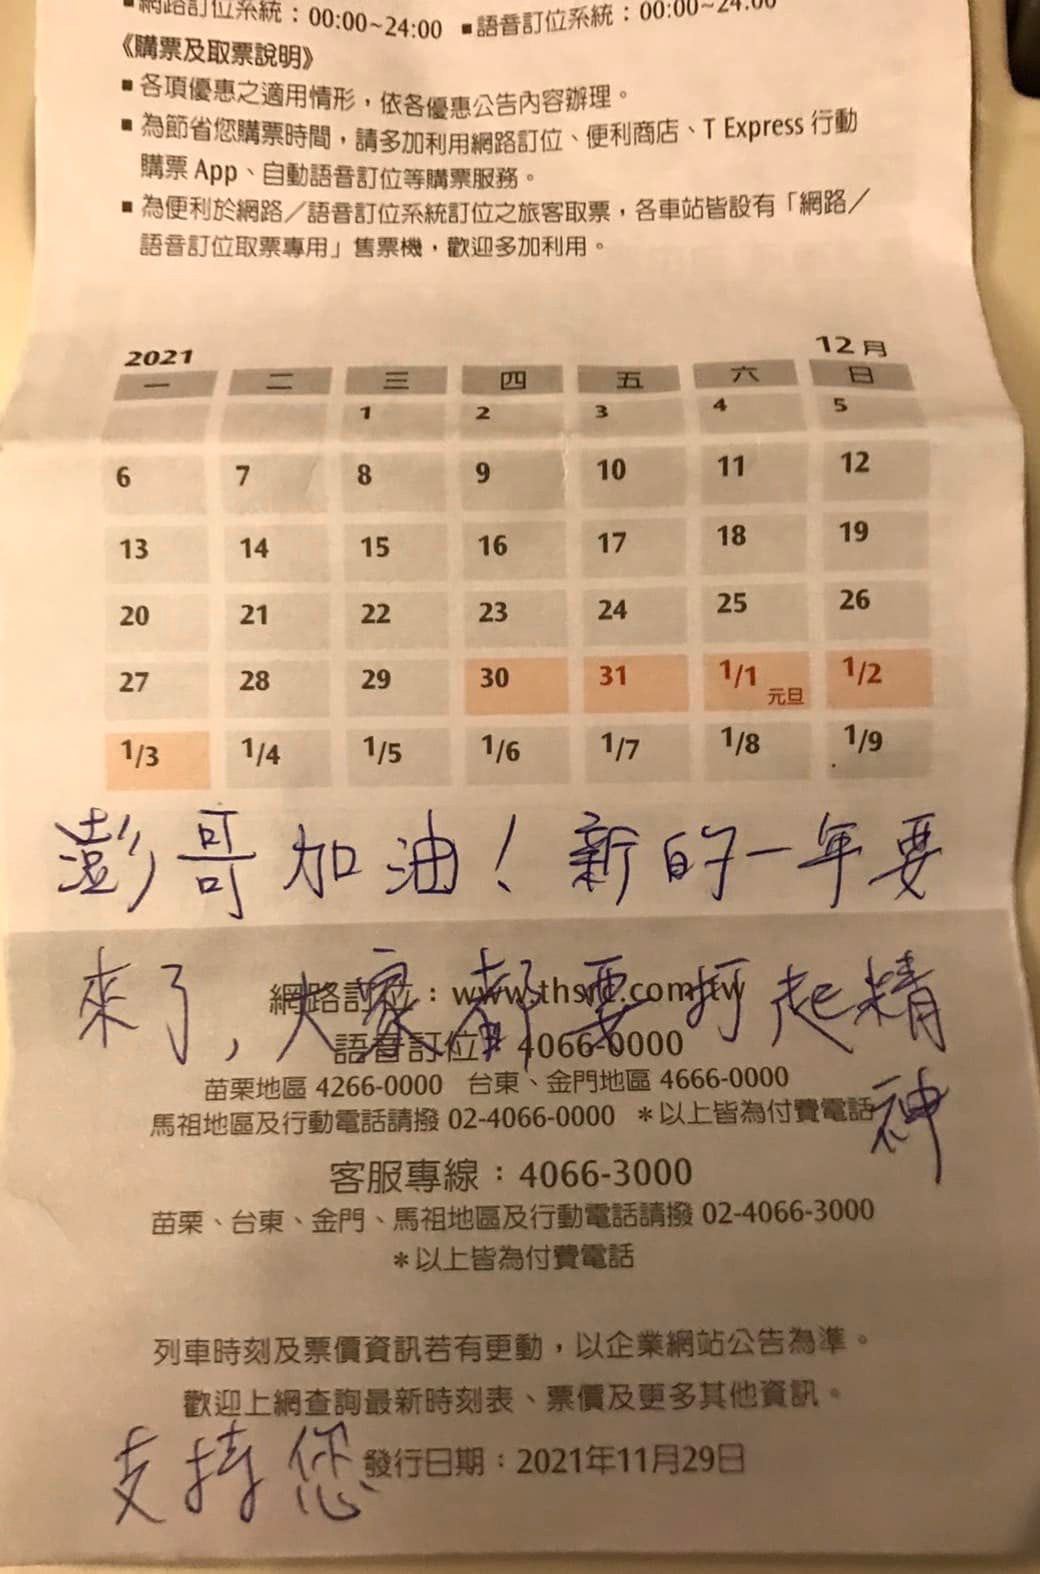 ■網路訂位系統：00:00~24:00 ■語音訂位系統：00:00~24:00
《購票及取票說明》
■ 各項優惠之適用情形，依各優惠公告內容辦理。
■ 為節省您購票時間，請多加利用網路訂位、便利商店、T Express 行動
購票 App、自動語音訂位等購票服務。
■ 為便利於網路／語音訂位系統訂位之旅客取票，各車站皆設有「網路／
語音訂位取票專用」售票機，歡迎多加利用。
2021 12月
一 二 三 四 五 六 日
1 2 3 4 5
6 7 8 9 10 11 12
13 14 15 16 17 18 19
20 21 22 23 24 25 26
27 28 29 30 31 1/1 元旦 1/2
1/3 1/4 1/5 1/6 1/7 1/8 1/9
澎哥加油！新的一年要
來了，大家都要打起精
神
網路訂位：www.thsrc.com.tw
語音訂位：4066-0000
苗栗地區 4266-0000 台東、金門地區 4666-0000
馬祖地區及行動電話請撥 02-4066-0000 ＊以上皆為付費電話
客服專線：4066-3000
苗栗、台東、金門、馬祖地區及行動電話請撥 02-4066-3000
＊以上皆為付費電話
列車時刻及票價資訊若有更動，以企業網站公告為準。
歡迎上網查詢最新時刻表、票價及更多其他資訊。
支持您
發行日期：2021年11月29日